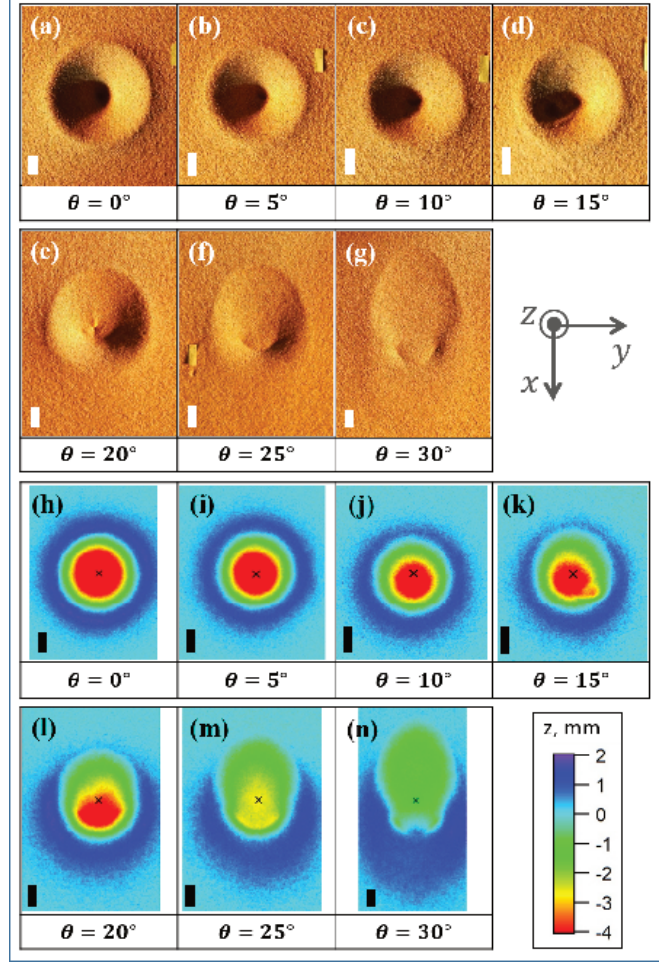 (a) (b) (c) (d)
θ = 0° θ = 5° θ = 10° θ = 15°
(e) (f) (g)
z
y
x
θ = 20° θ = 25° θ = 30°
(h) (i) (j) (k)
θ = 0° θ = 5° θ = 10° θ = 15°
(l) (m) (n)
z, mm
2
1
0
-1
-2
-3
-4
θ = 20° θ = 25° θ = 30°